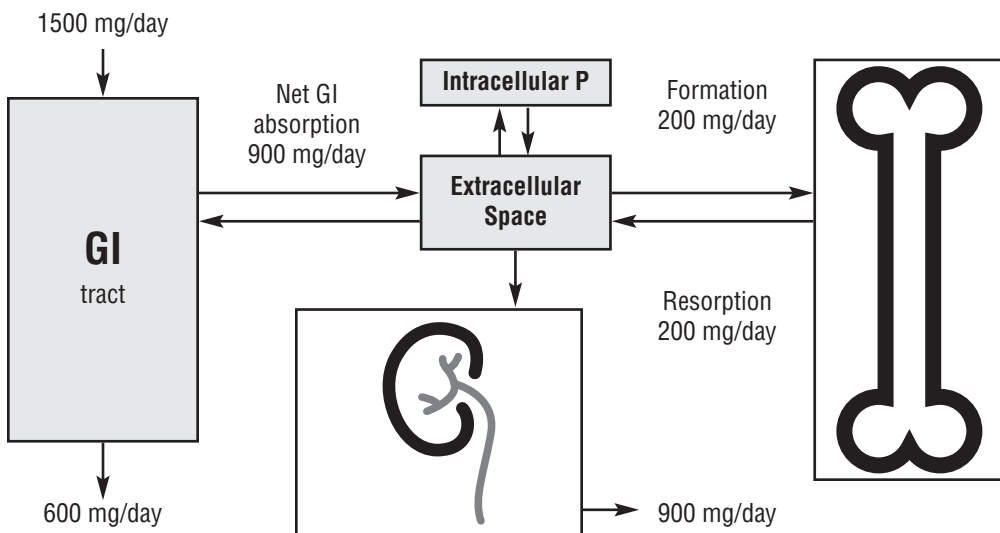 1500 mg/day
GI
tract
600 mg/day
Net GI
absorption
900 mg/day
Intracellular P
Extracellular
Space
Formation
200 mg/day
Resorption
200 mg/day
900 mg/day